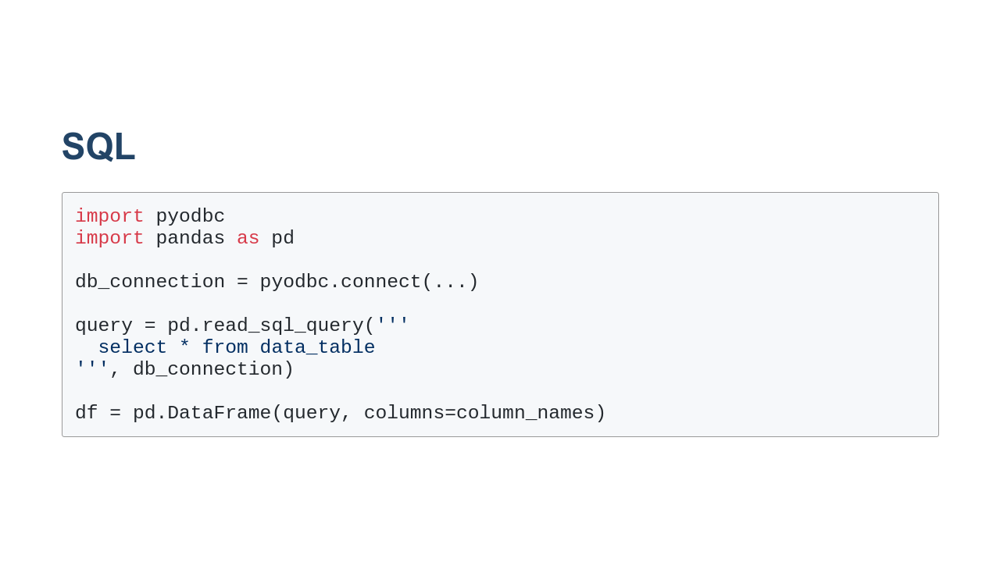 SQL
import pyodbc
import pandas as pd
db_connection = pyodbc.connect(...)
query = pd.read_sql_query('''
  select * from data_table
''', db_connection)
df = pd.DataFrame(query, columns=column_names)